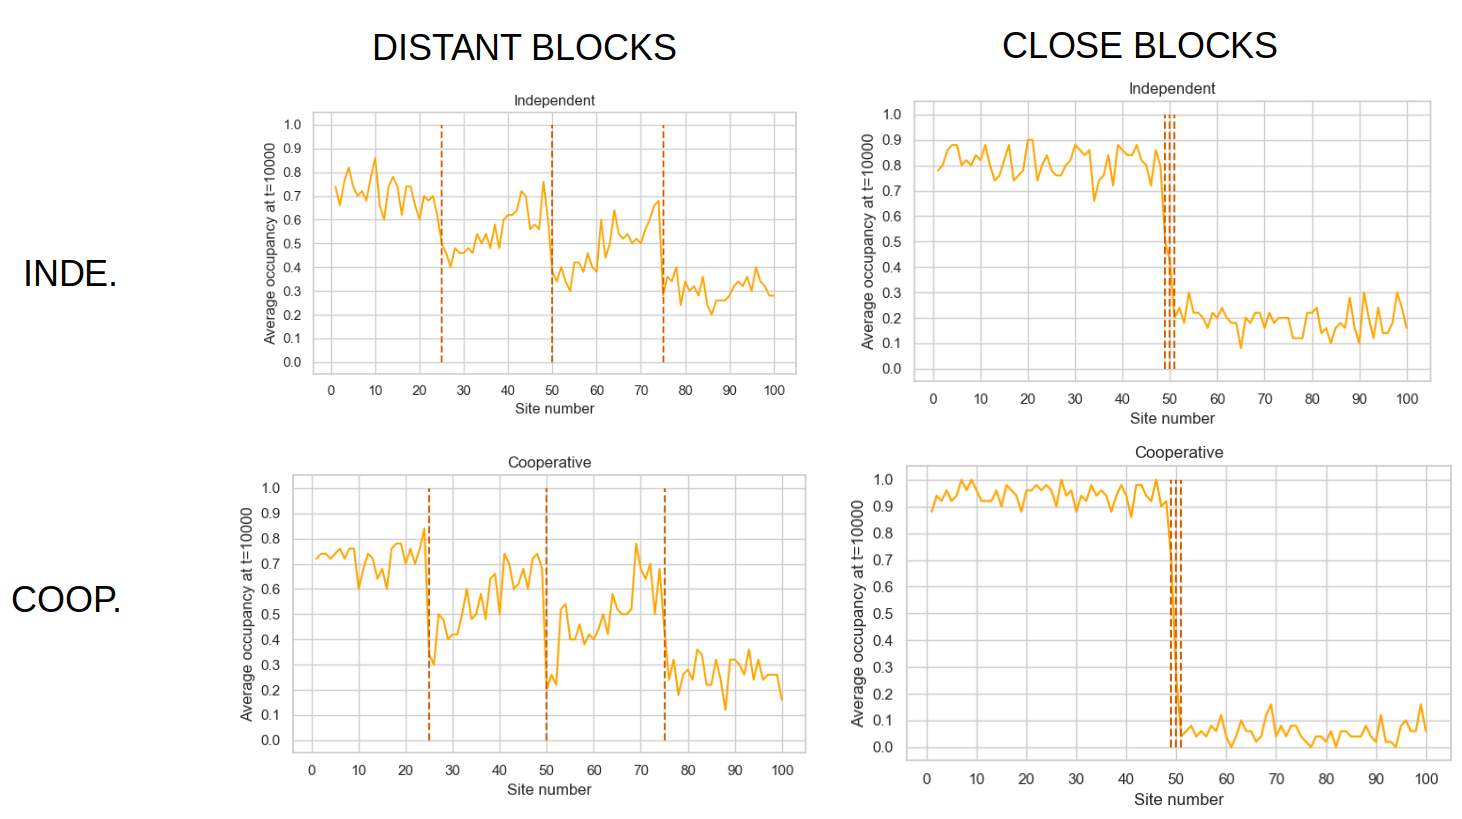 DISTANT BLOCKS
CLOSE BLOCKS
INDE.
Independent
Average occupancy at t=10000
1.0
0.9
0.8
0.7
0.6
0.5
0.4
0.3
0.2
0.1
0.0
0 10 20 30 40 50 60 70 80 90 100
Site number
Independent
Average occupancy at t=10000
1.0
0.9
0.8
0.7
0.6
0.5
0.4
0.3
0.2
0.1
0.0
0 10 20 30 40 50 60 70 80 90 100
Site number
COOP.
Cooperative
Average occupancy at t=10000
1.0
0.9
0.8
0.7
0.6
0.5
0.4
0.3
0.2
0.1
0.0
0 10 20 30 40 50 60 70 80 90 100
Site number
Cooperative
Average occupancy at t=10000
1.0
0.9
0.8
0.7
0.6
0.5
0.4
0.3
0.2
0.1
0.0
0 10 20 30 40 50 60 70 80 90 100
Site number